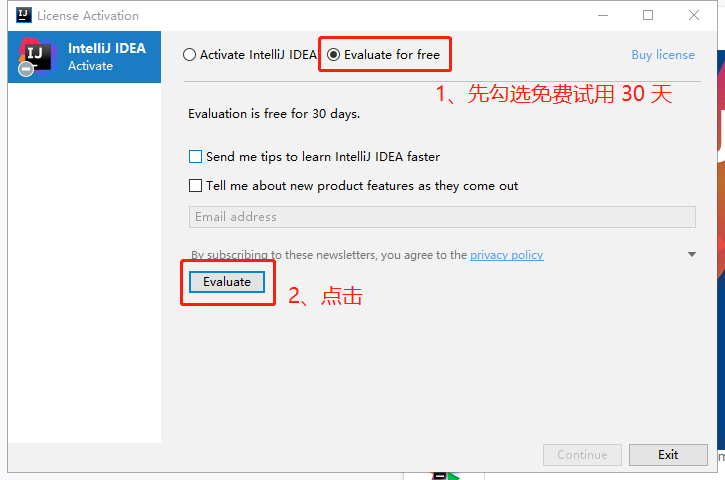 License Activation
IntelliJ IDEA
Activate
Activate IntelliJ IDEA Evaluate for free Buy license
1、先勾选免费试用 30 天
Evaluation is free for 30 days.
Send me tips to learn IntelliJ IDEA faster
Tell me about new product features as they come out
Email address
By subscribing to these newsletters, you agree to the privacy policy
Evaluate
2、点击
Continue Exit